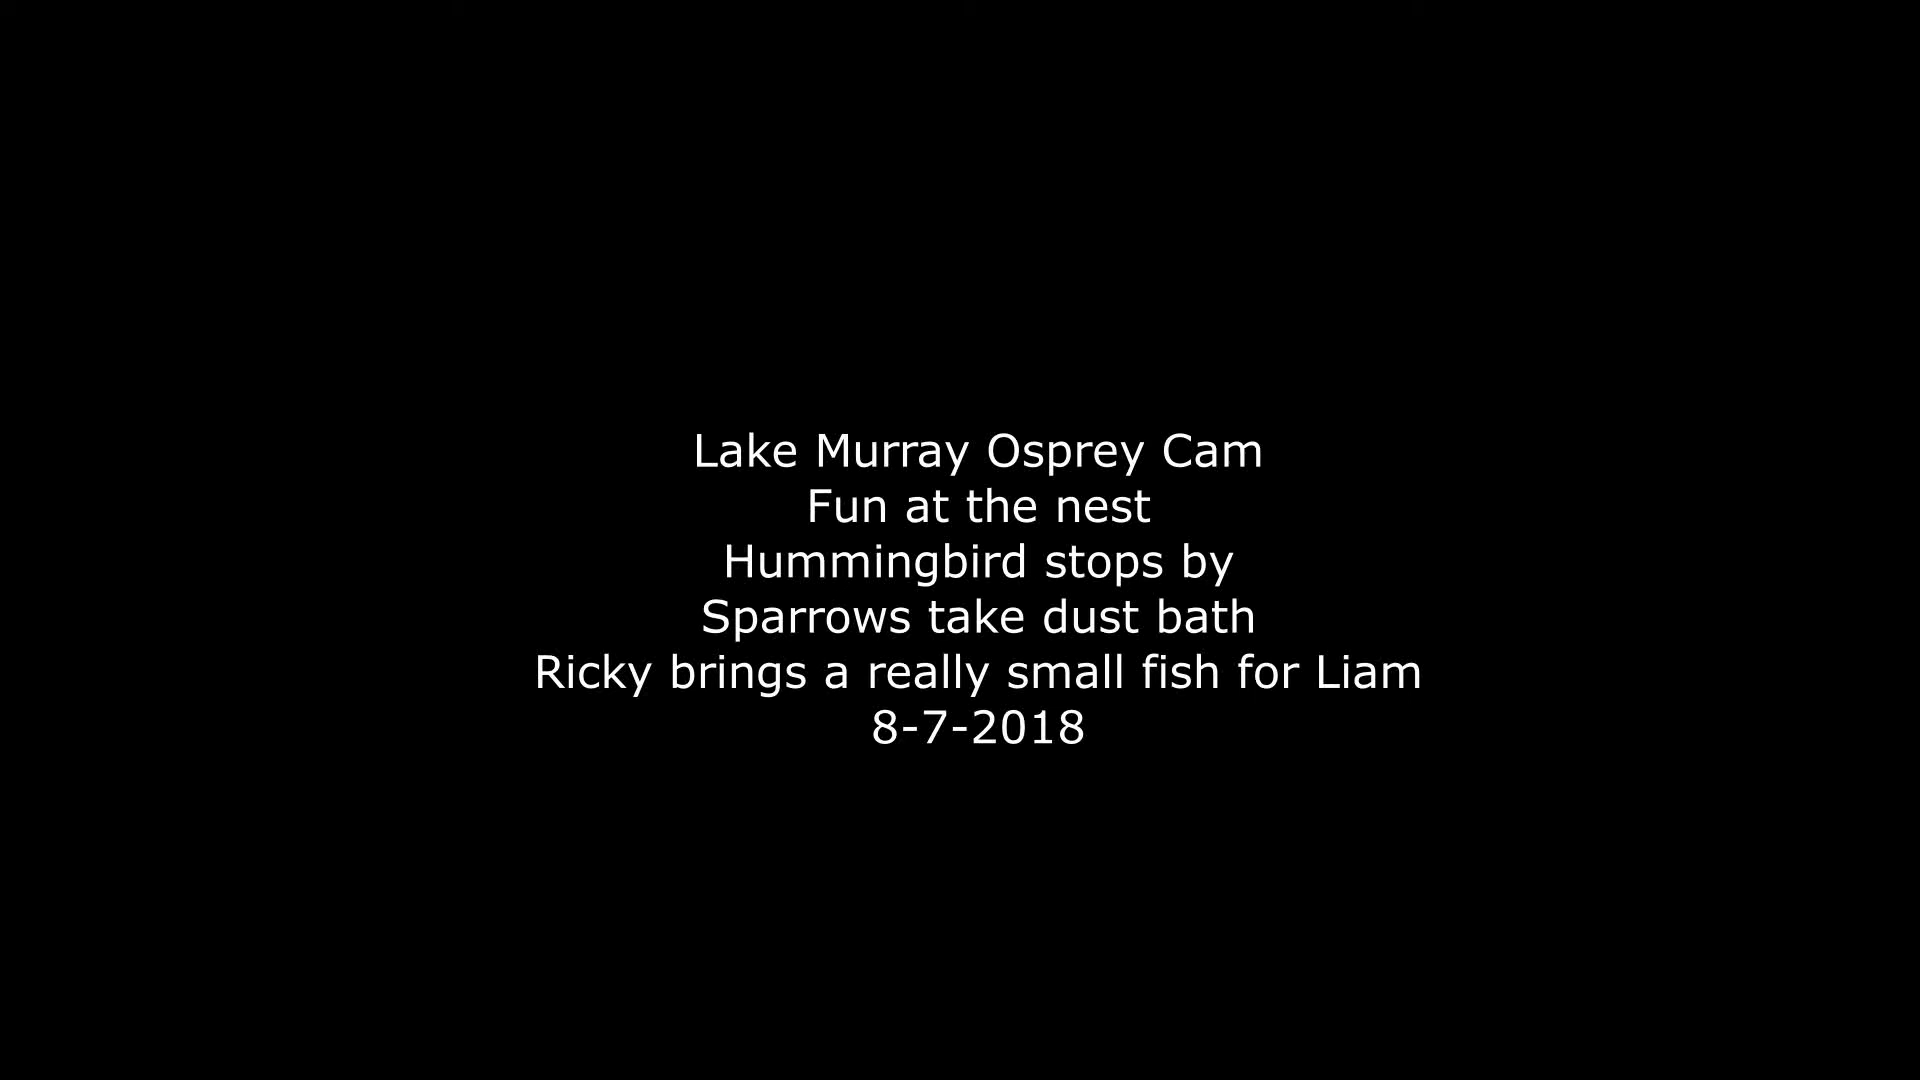 Lake Murray Osprey Cam
Fun at the nest
Hummingbird stops by
Sparrows take dust bath
Ricky brings a really small fish for Liam
8-7-2018